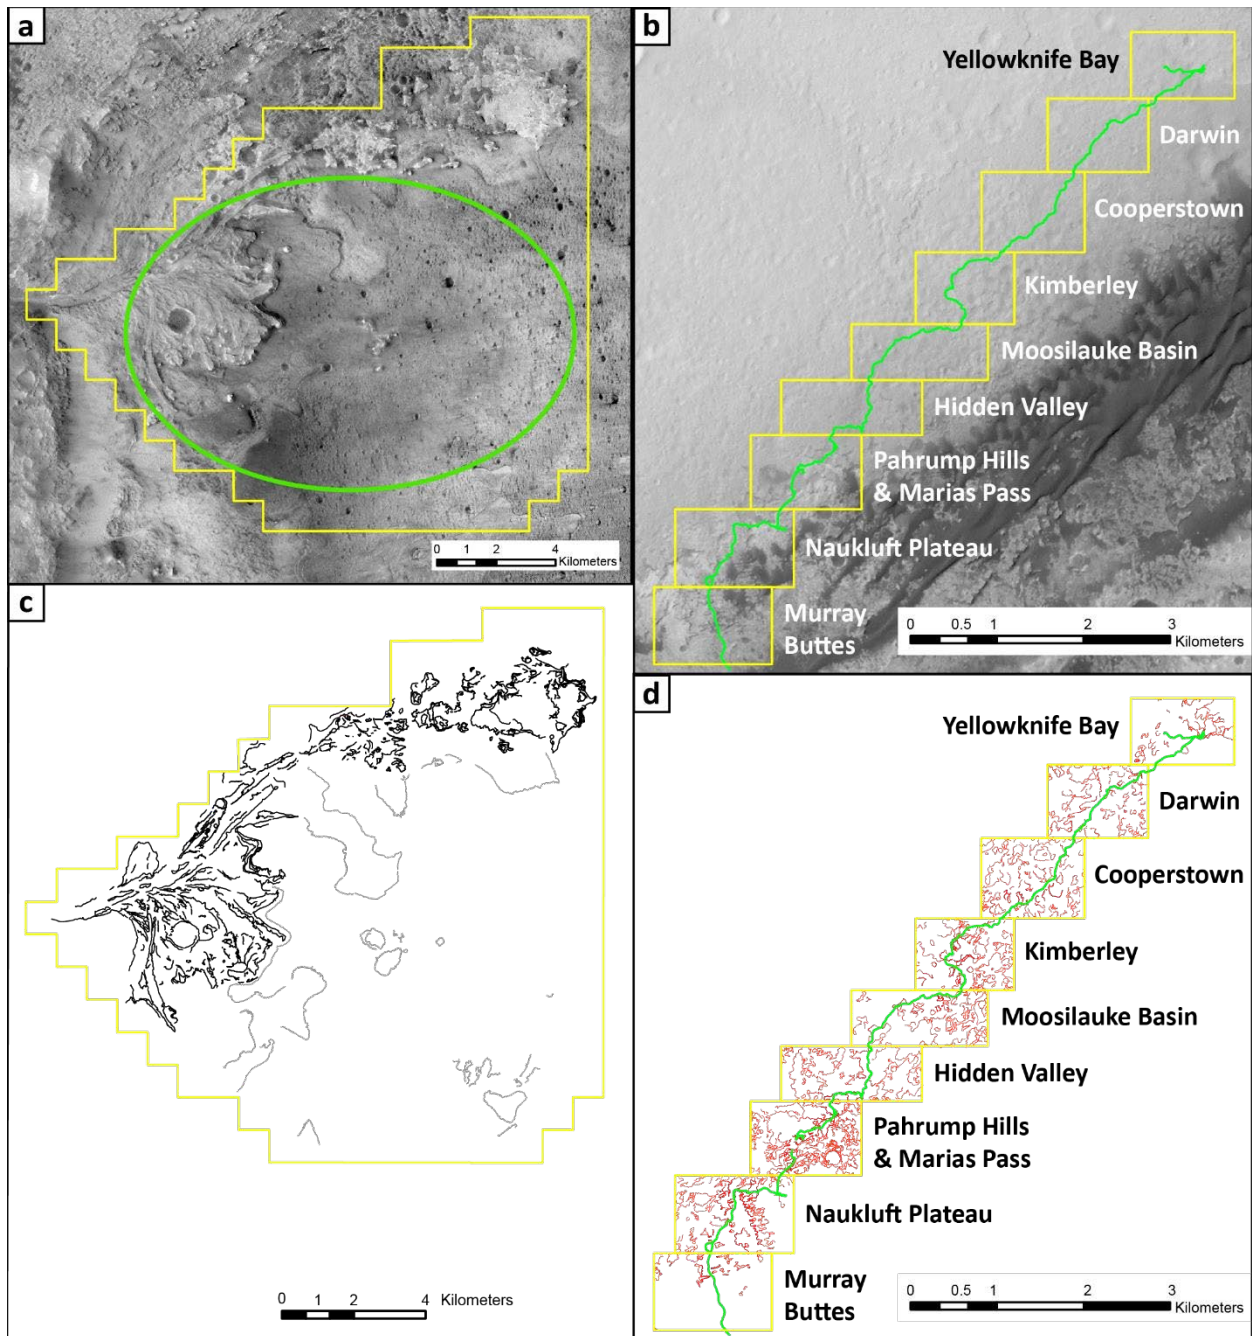 a
0 1 2 4
Kilometers
b
Yellowknife Bay
Darwin
Cooperstown
Kimberley
Moosilauke Basin
Hidden Valley
Pahrump Hills
& Marias Pass
Naukluft Plateau
Murray
Buttes
0 0.5 1 2 3
Kilometers
c
0 1 2 4 Kilometers
d
Yellowknife Bay
Darwin
Cooperstown
Kimberley
Moosilauke Basin
Hidden Valley
Pahrump Hills
& Marias Pass
Naukluft Plateau
Murray
Buttes
0 0.5 1 2 3
Kilometers